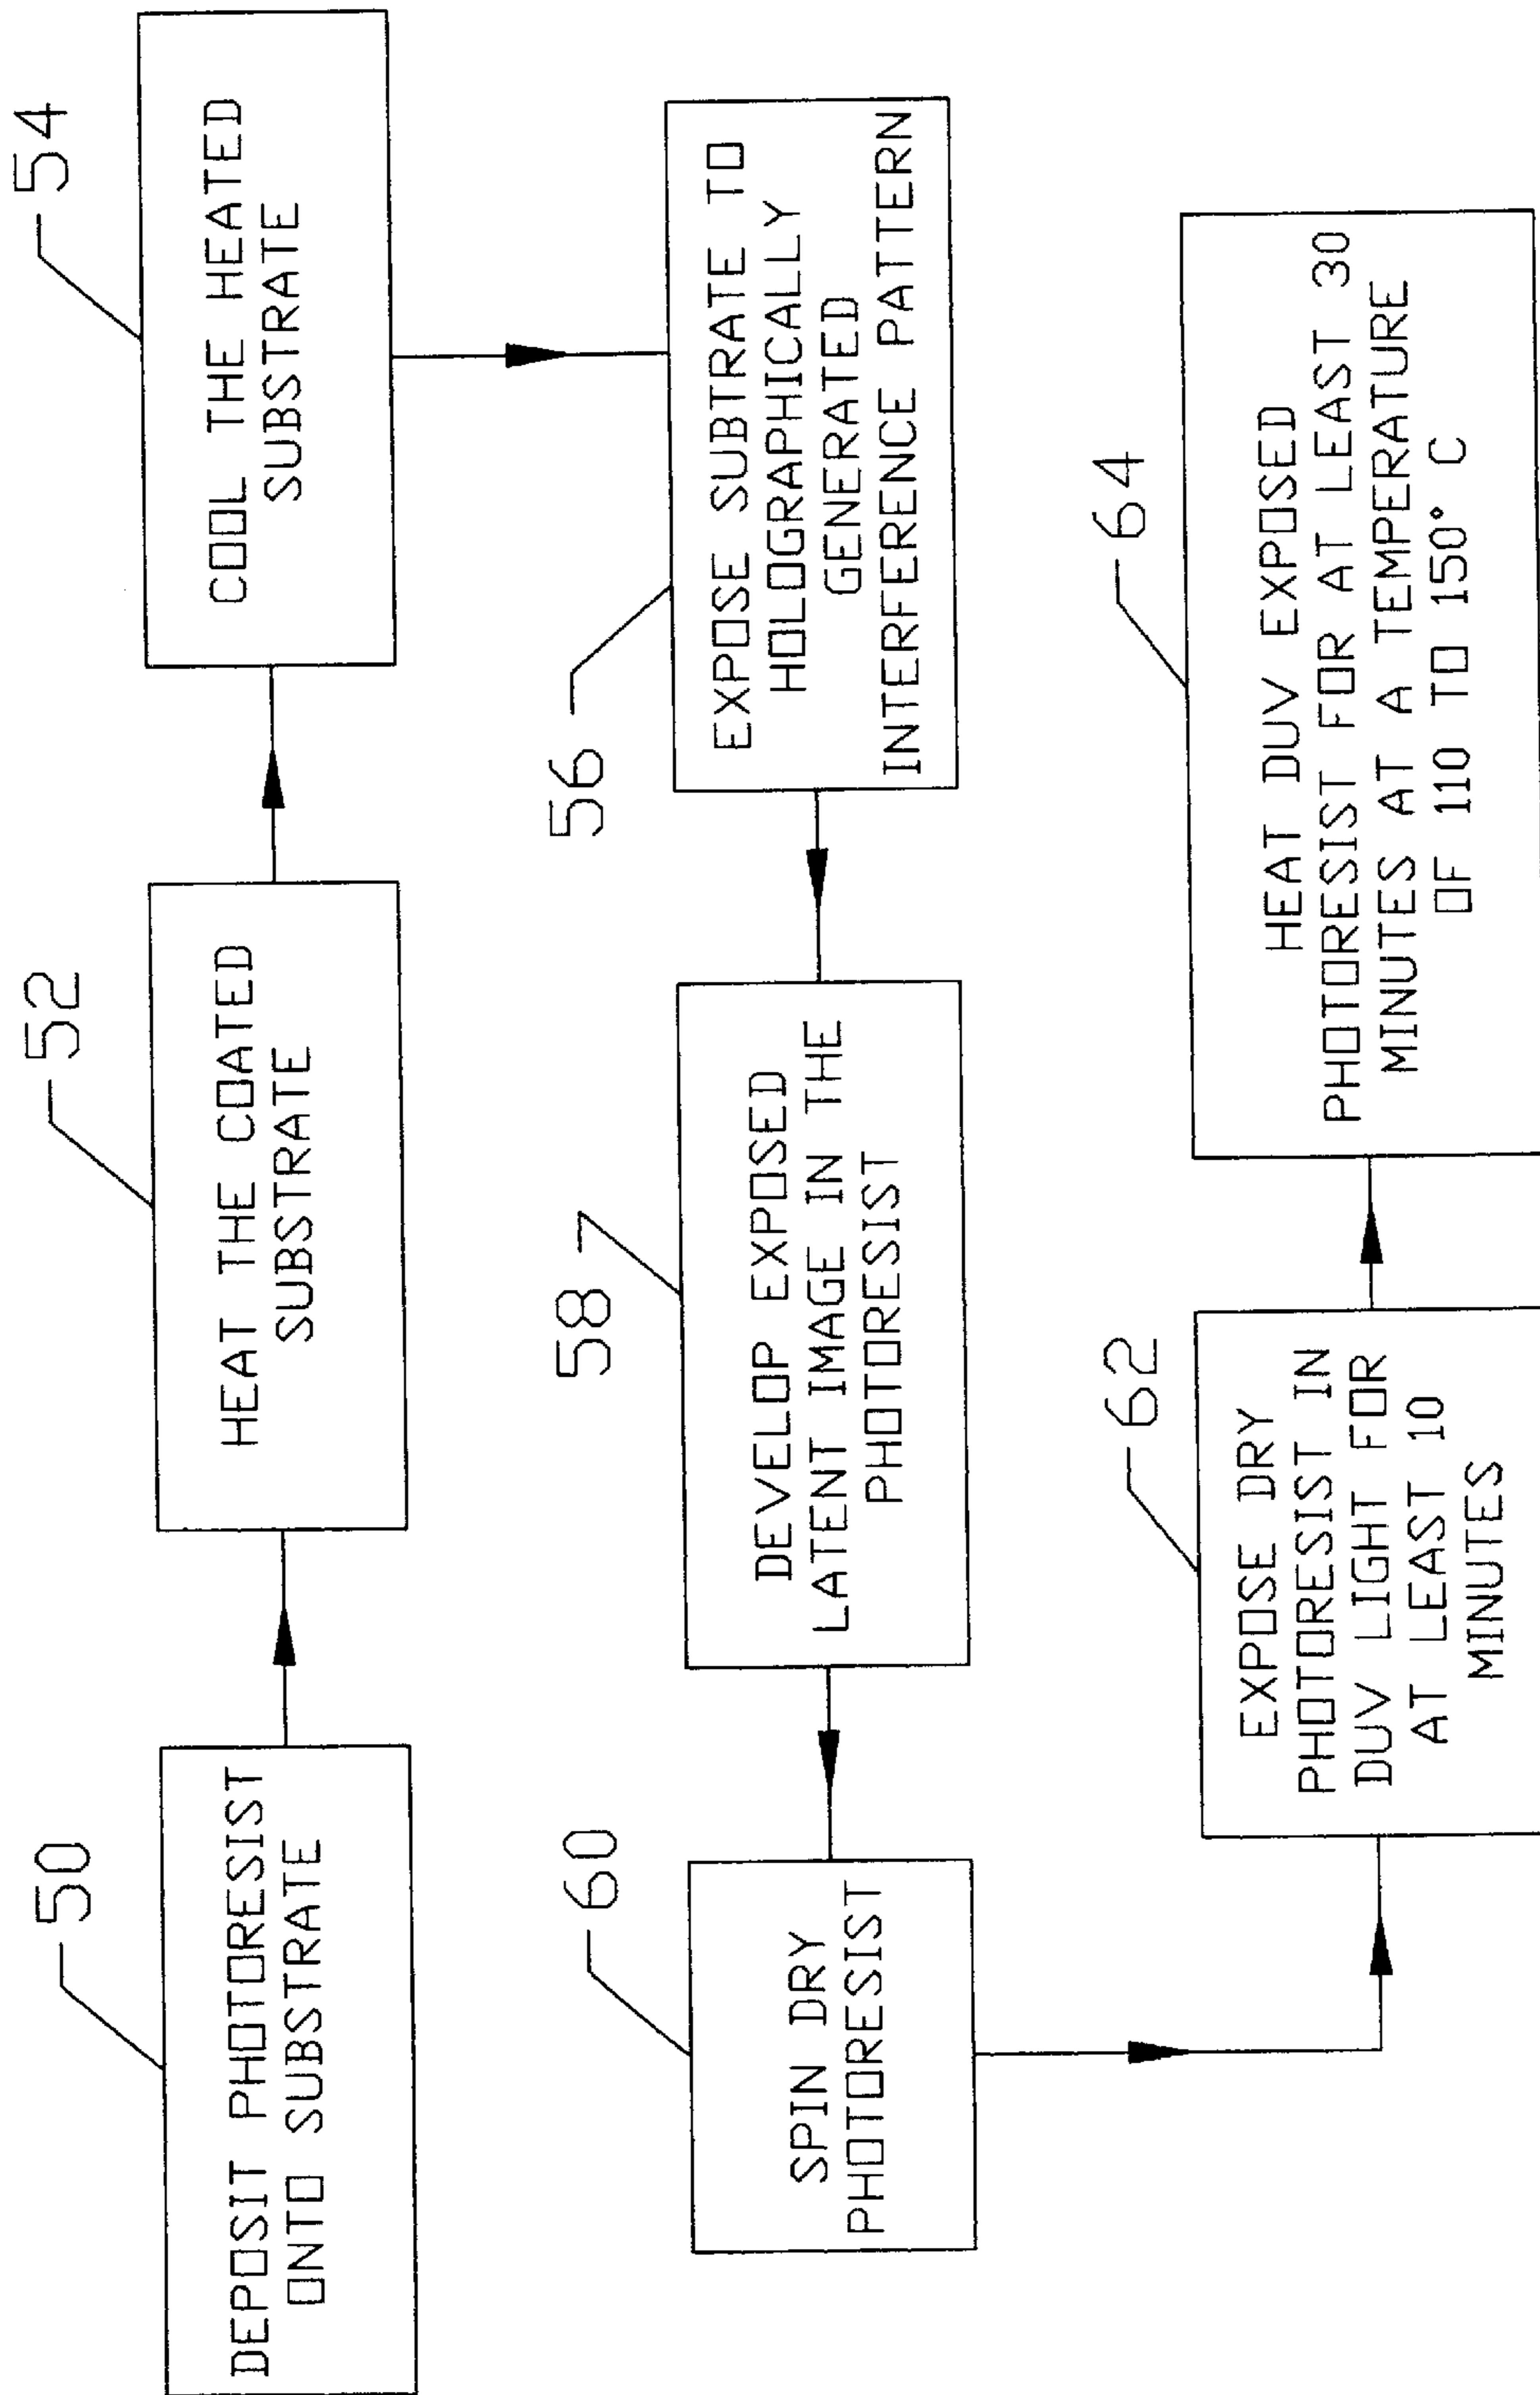 50
DEPOSIT PHOTORESIST
ONTO SUBSTRATE
52
HEAT THE COATED
SUBSTRATE
54
COOL THE HEATED
SUBSTRATE
56
EXPOSE SUBTRATE TO
HOLOGRAPHICALLY
GENERATED
INTERFERENCE PATTERN
58
DEVELOP EXPOSED
LATENT IMAGE IN THE
PHOTORESIST
60
SPIN DRY
PHOTORESIST
62
EXPOSE DRY
PHOTORESIST IN
DUV LIGHT FOR
AT LEAST 10
MINUTES
64
HEAT DUV EXPOSED
PHOTORESIST FOR AT LEAST 30
MINUTES AT A TEMPERATURE
OF 110 TO 150° C